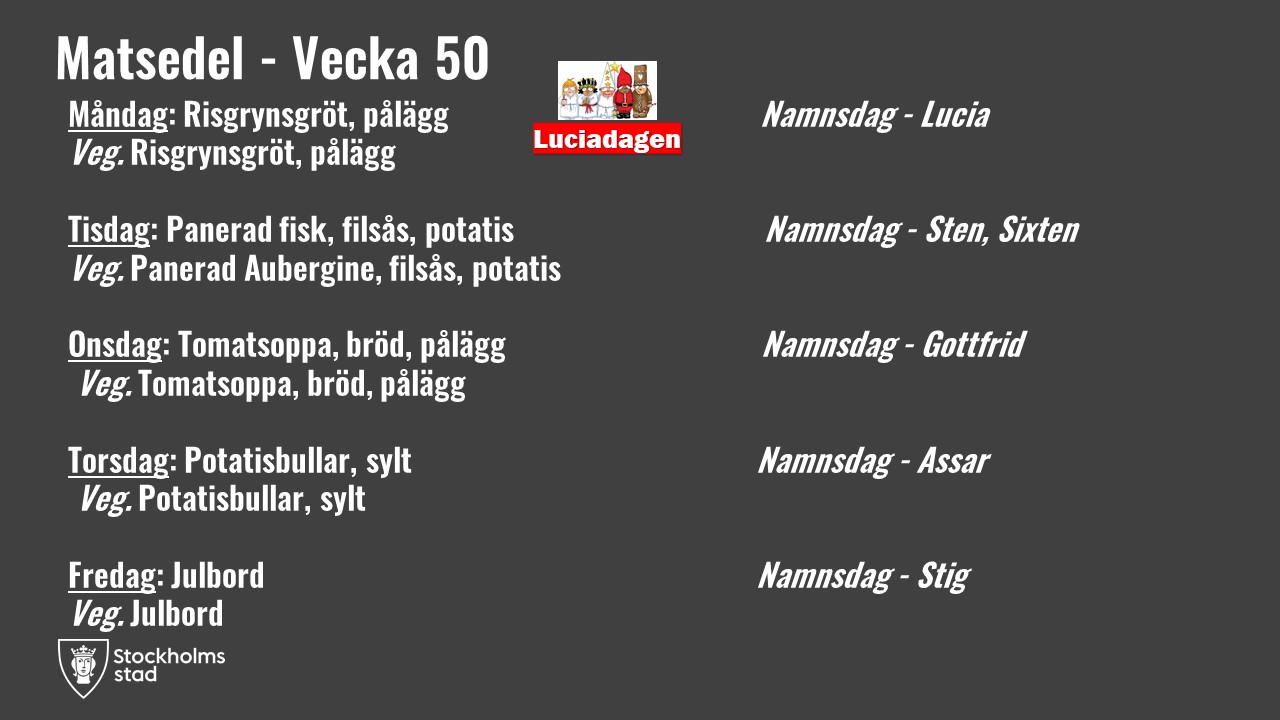 Matsedel - Vecka 50
Luciadagen
Måndag: Risgrynsgröt, pålägg Namnsdag - Lucia
Veg. Risgrynsgröt, pålägg
Tisdag: Panerad fisk, filsås, potatis Namnsdag - Sten, Sixten
Veg. Panerad Aubergine, filsås, potatis
Onsdag: Tomatsoppa, bröd, pålägg Namnsdag - Gottfrid
Veg. Tomatsoppa, bröd, pålägg
Torsdag: Potatisbullar, sylt Namnsdag - Assar
Veg. Potatisbullar, sylt
Fredag: Julbord Namnsdag - Stig
Veg. Julbord
Stockholms
stad